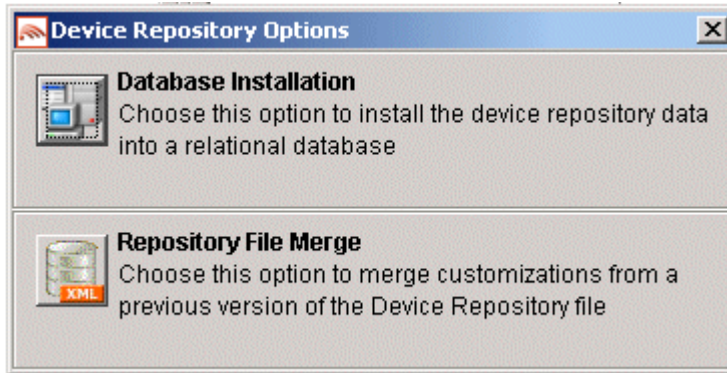 Device Repository Options
Database Installation
Choose this option to install the device repository data
into a relational database
Repository File Merge
XML
Choose this option to merge customizations from a
previous version of the Device Repository file